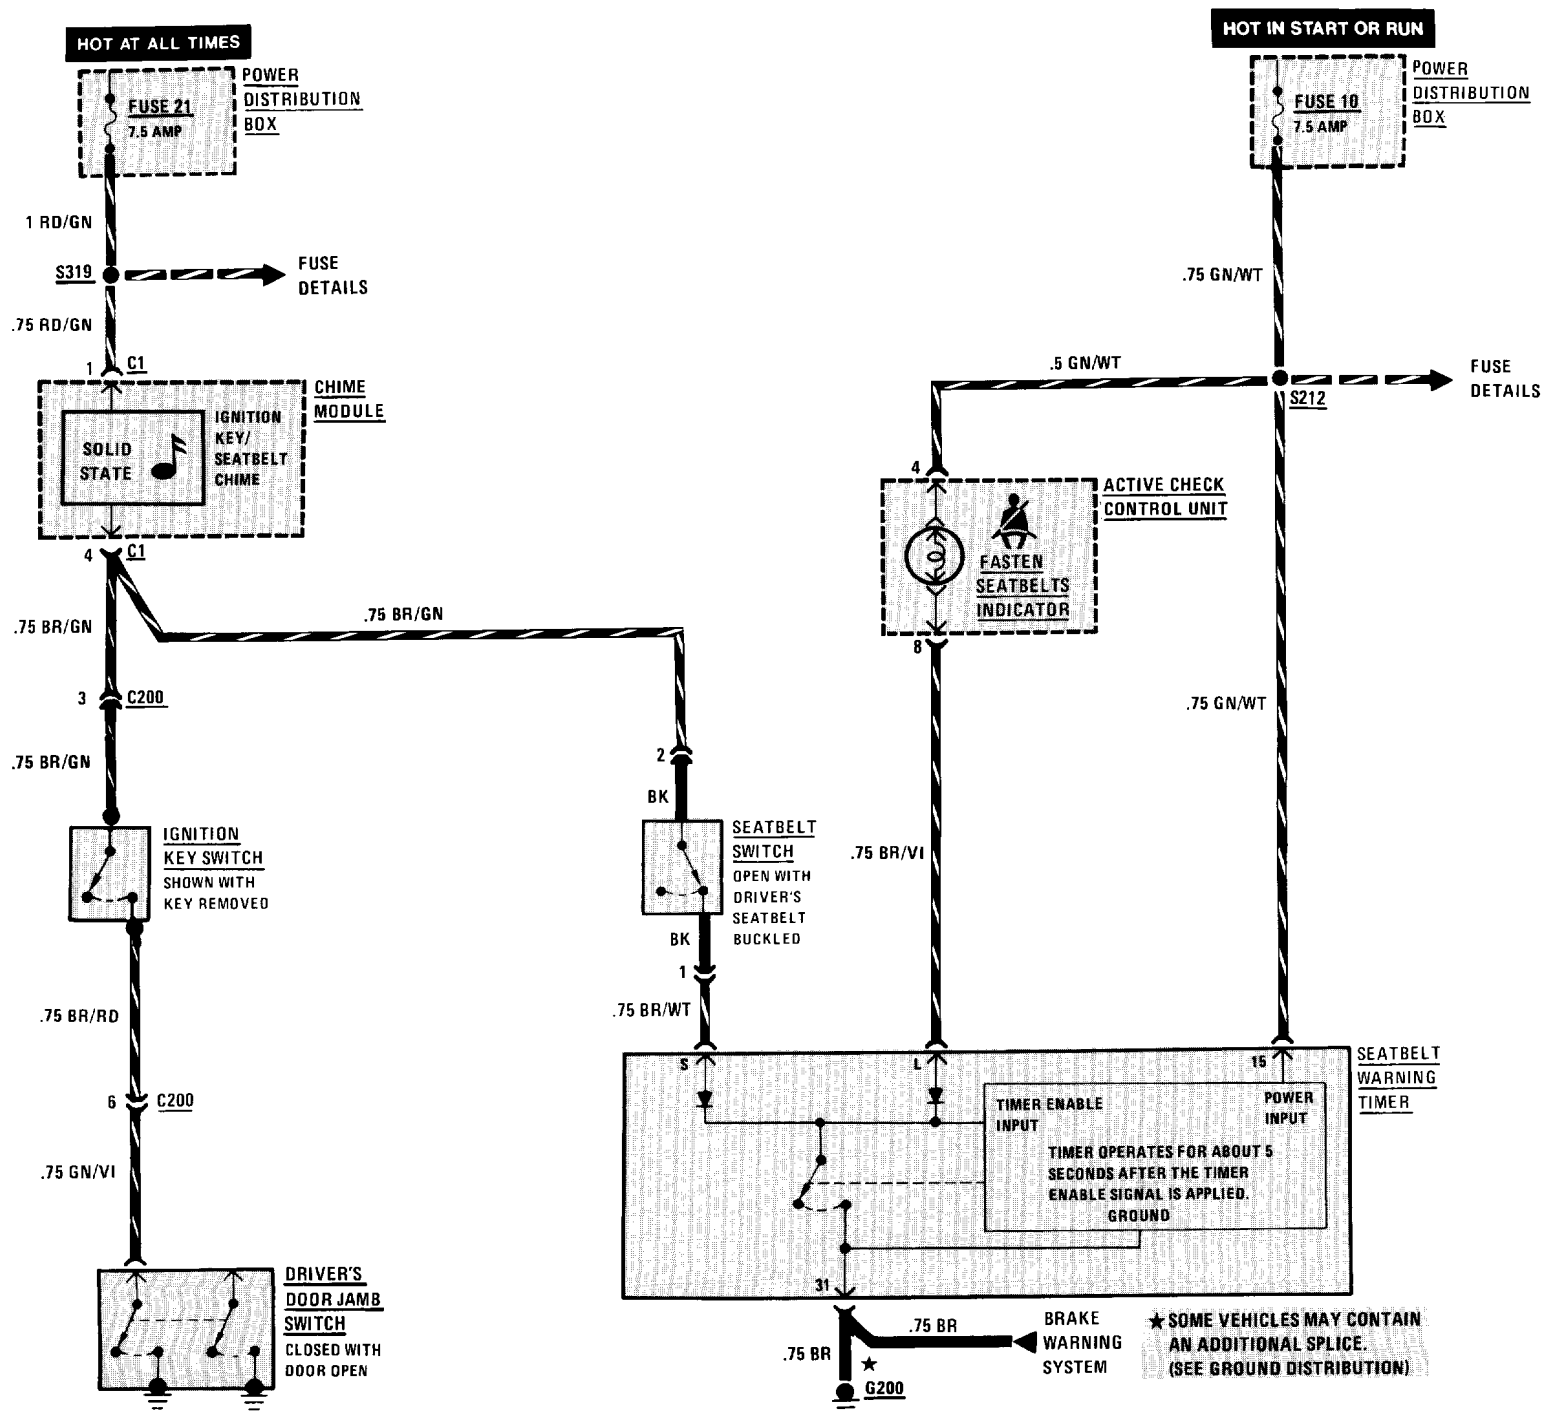 HOT AT ALL TIMES
POWER
DISTRIBUTION
BOX
FUSE 21
7.5 AMP
1 RD/GN
S319
FUSE
DETAILS
.75 RD/GN
1
C1
CHIME
MODULE
SOLID
STATE
IGNITION
KEY/
SEATBELT
CHIME
4
C1
.75 BR/GN
.75 BR/GN
3
C200
.75 BR/GN
IGNITION
KEY SWITCH
SHOWN WITH
KEY REMOVED
.75 BR/RD
6
C200
.75 GN/VI
DRIVER'S
DOOR JAMB
SWITCH
CLOSED WITH
DOOR OPEN
2
BK
SEATBELT
SWITCH
OPEN WITH
DRIVER'S
SEATBELT
BUCKLED
BK
1
.75 BR/WT
HOT IN START OR RUN
POWER
DISTRIBUTION
BOX
FUSE 10
7.5 AMP
.75 GN/WT
.5 GN/WT
S212
FUSE
DETAILS
4
ACTIVE CHECK
CONTROL UNIT
FASTEN
SEATBELTS
INDICATOR
8
.75 GN/WT
.75 BR/VI
S
L
15
SEATBELT
WARNING
TIMER
TIMER ENABLE
INPUT
POWER
INPUT
TIMER OPERATES FOR ABOUT 5
SECONDS AFTER THE TIMER
ENABLE SIGNAL IS APPLIED.
GROUND
31
.75 BR
.75 BR
★
G200
BRAKE
WARNING
SYSTEM
★SOME VEHICLES MAY CONTAIN
AN ADDITIONAL SPLICE.
(SEE GROUND DISTRIBUTION)